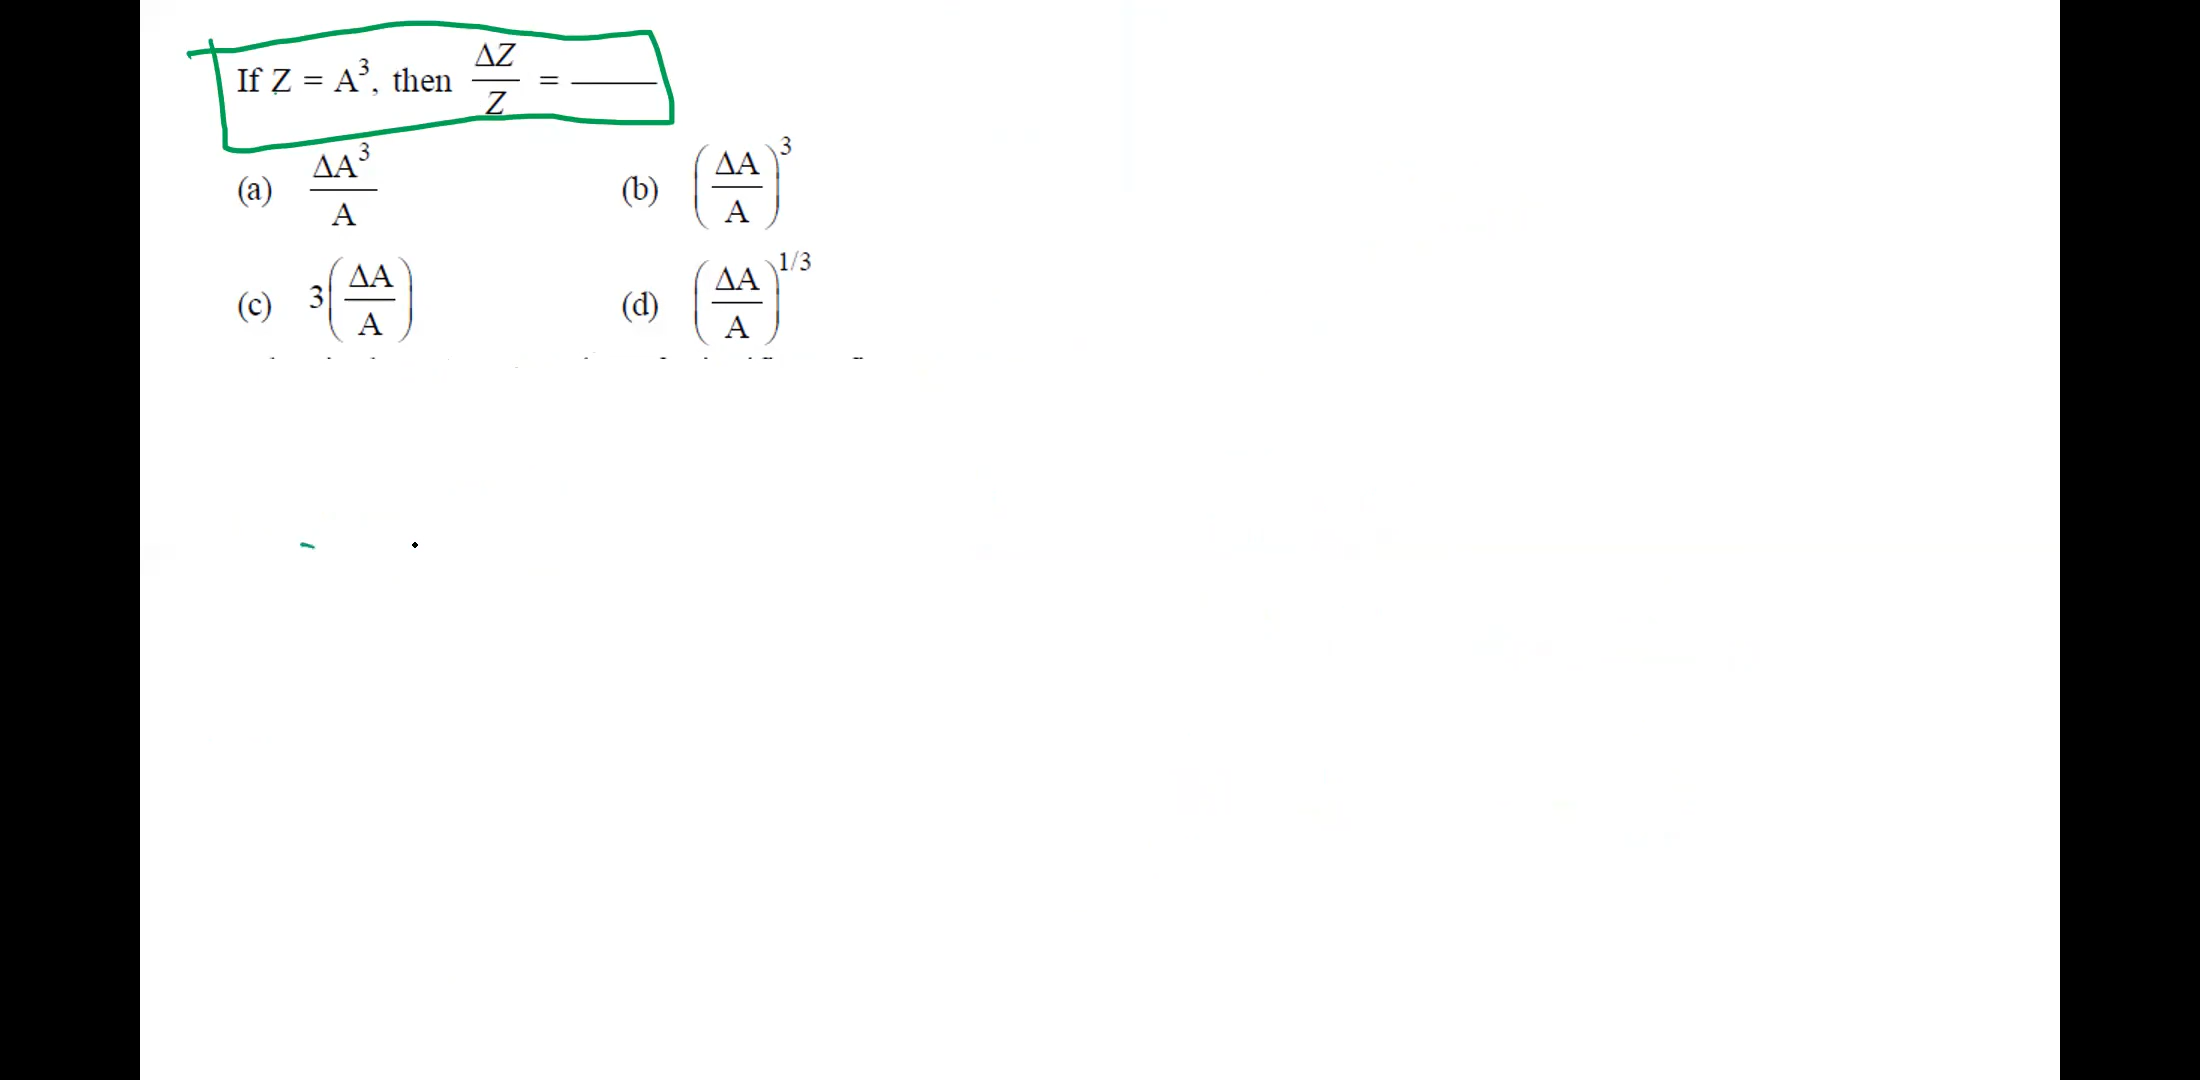 If Z = A³, then ΔZ/Z = ______
(a) ΔA³/A (b) (ΔA/A)³
(c) 3(ΔA/A) (d) (ΔA/A)^1/3